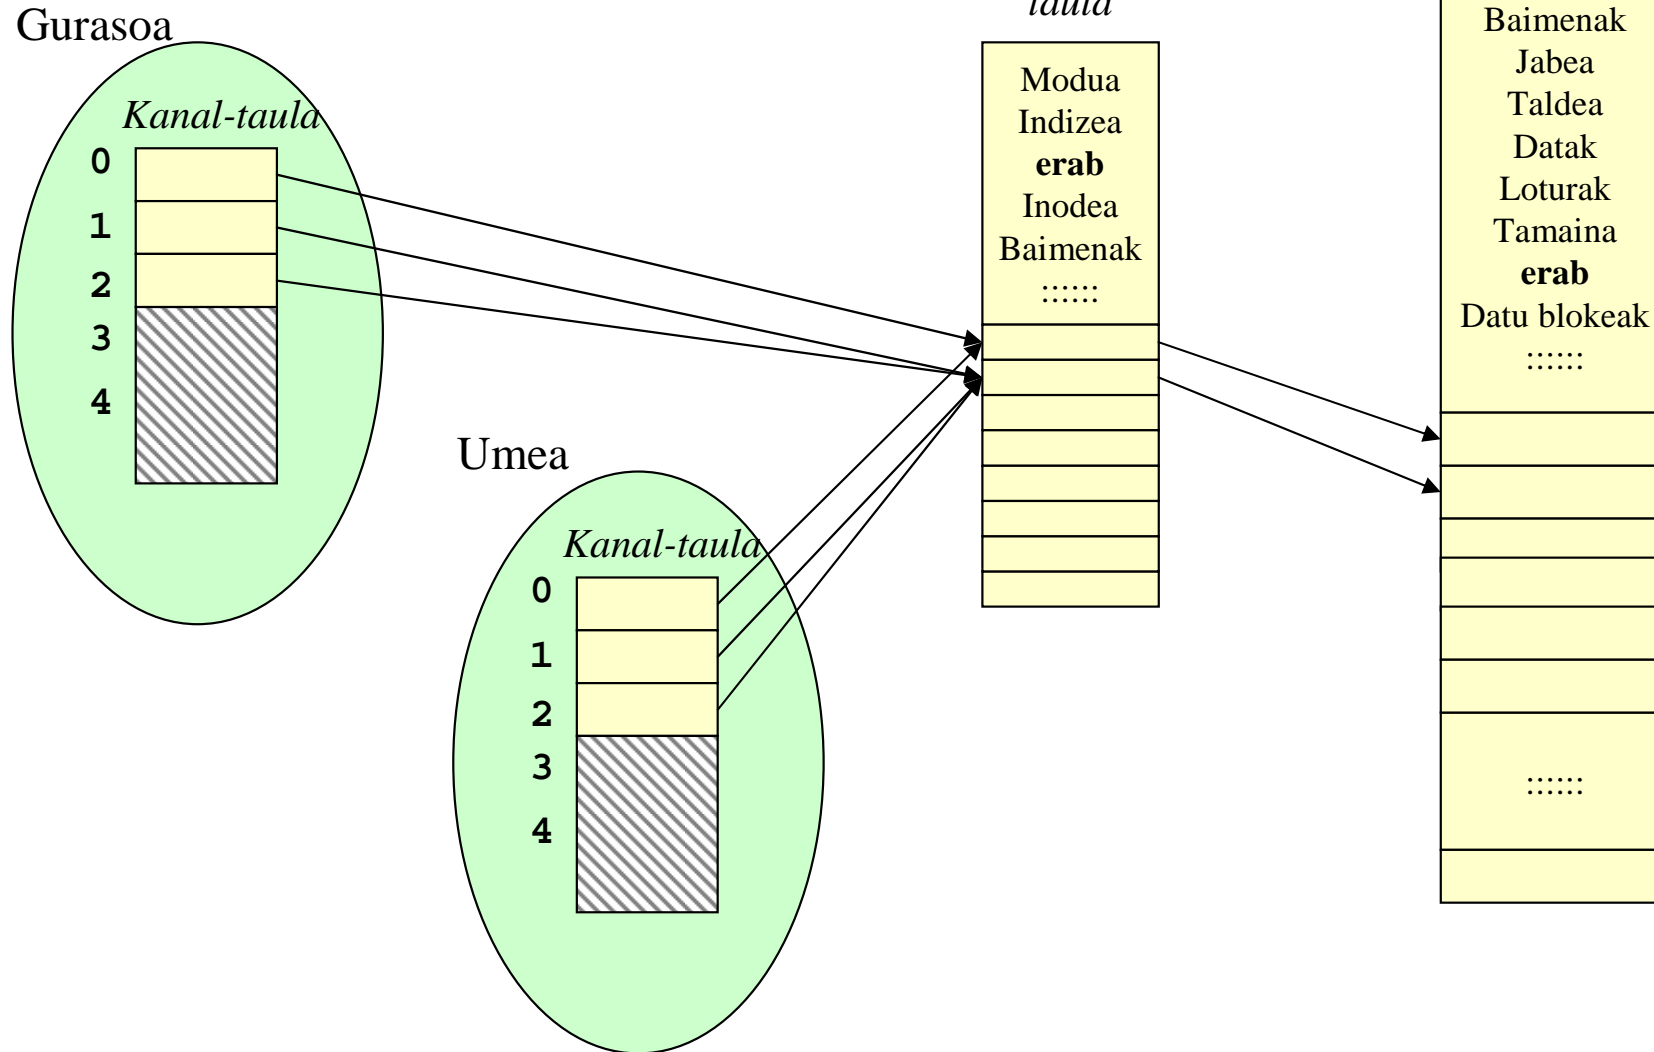 Gurasoa
Kanal-taula
0
1
2
3
4
Umea
Kanal-taula
0
1
2
3
4
taula
Modua
Indizea
erab
Inodea
Baimenak
::::::
Baimenak
Jabea
Taldea
Datak
Loturak
Tamaina
erab
Datu blokeak
::::::
::::::